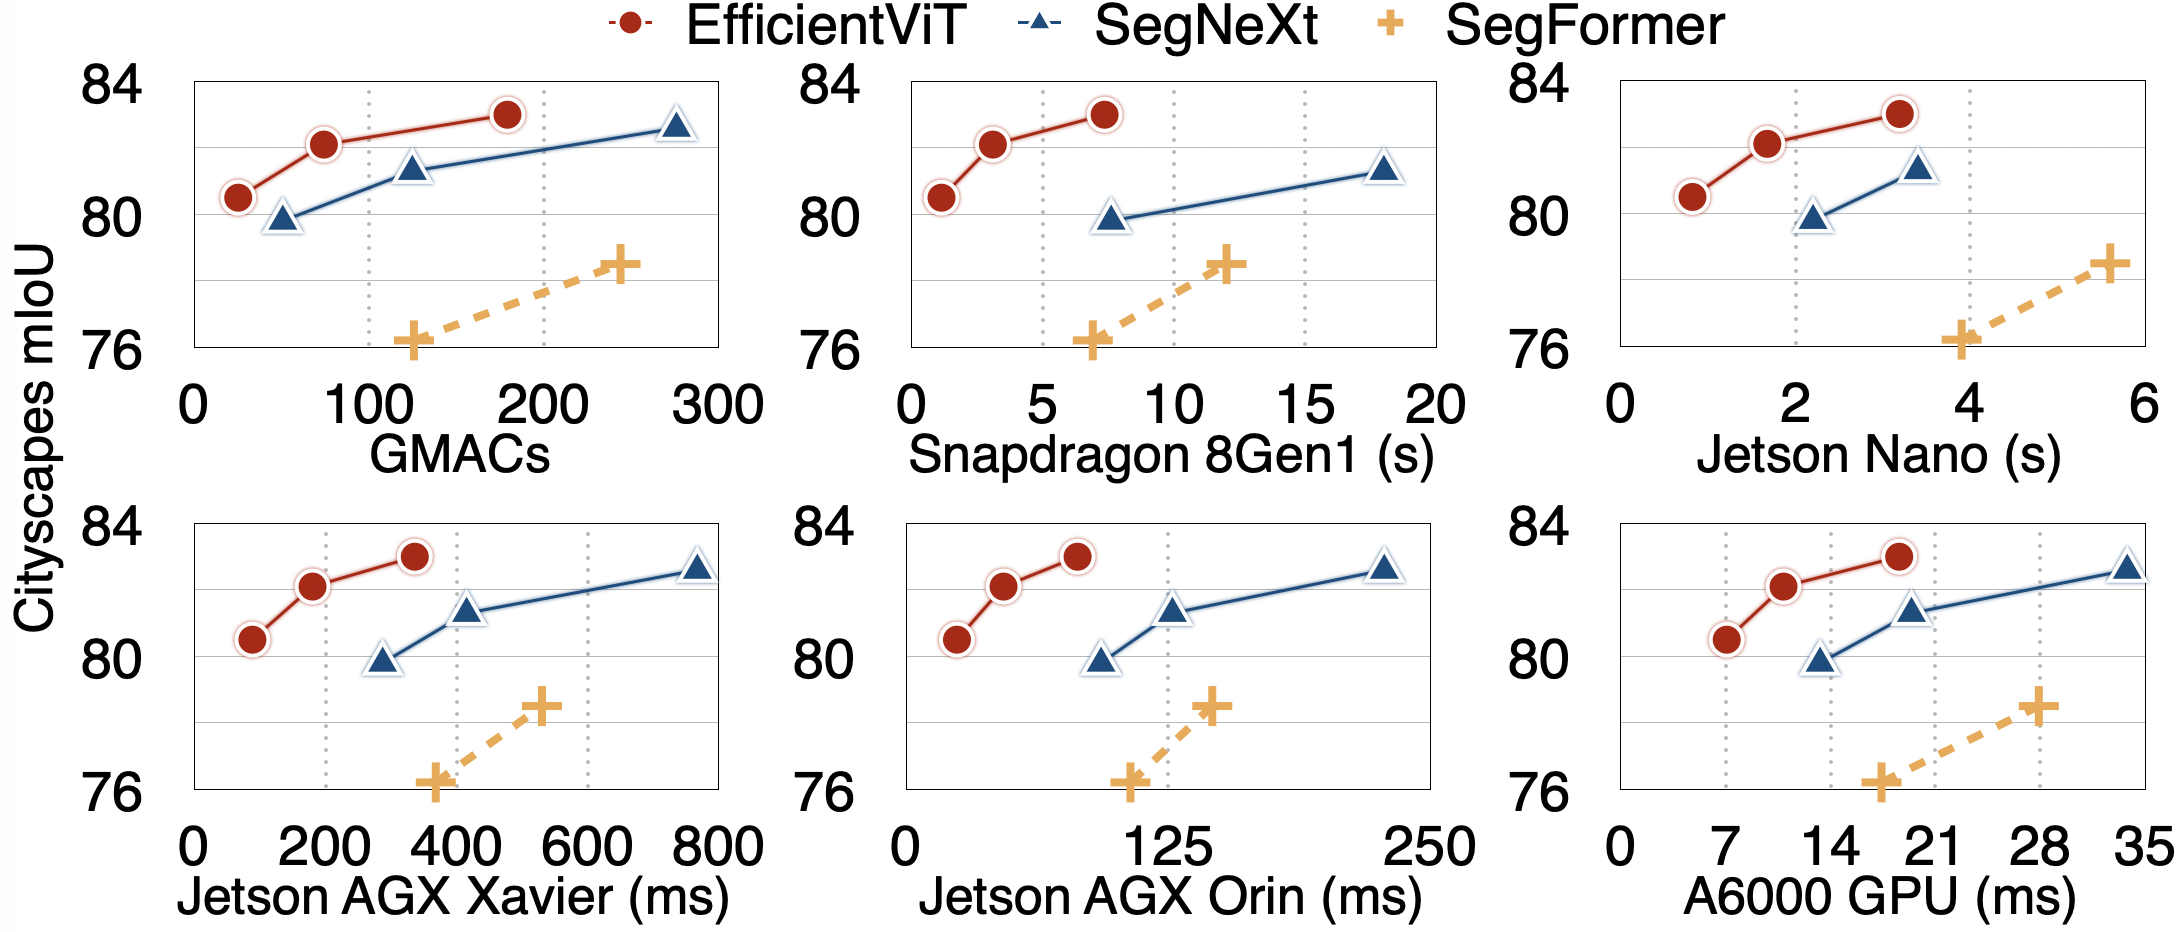 EfficientViT SegNeXt SegFormer
Cityscapes mIoU
84
80
76
0 100 200 300
GMACs
84
80
76
0 5 10 15 20
Snapdragon 8Gen1 (s)
84
80
76
0 2 4 6
Jetson Nano (s)
84
80
76
0 200 400 600 800
Jetson AGX Xavier (ms)
84
80
76
0 125 250
Jetson AGX Orin (ms)
84
80
76
0 7 14 21 28 35
A6000 GPU (ms)